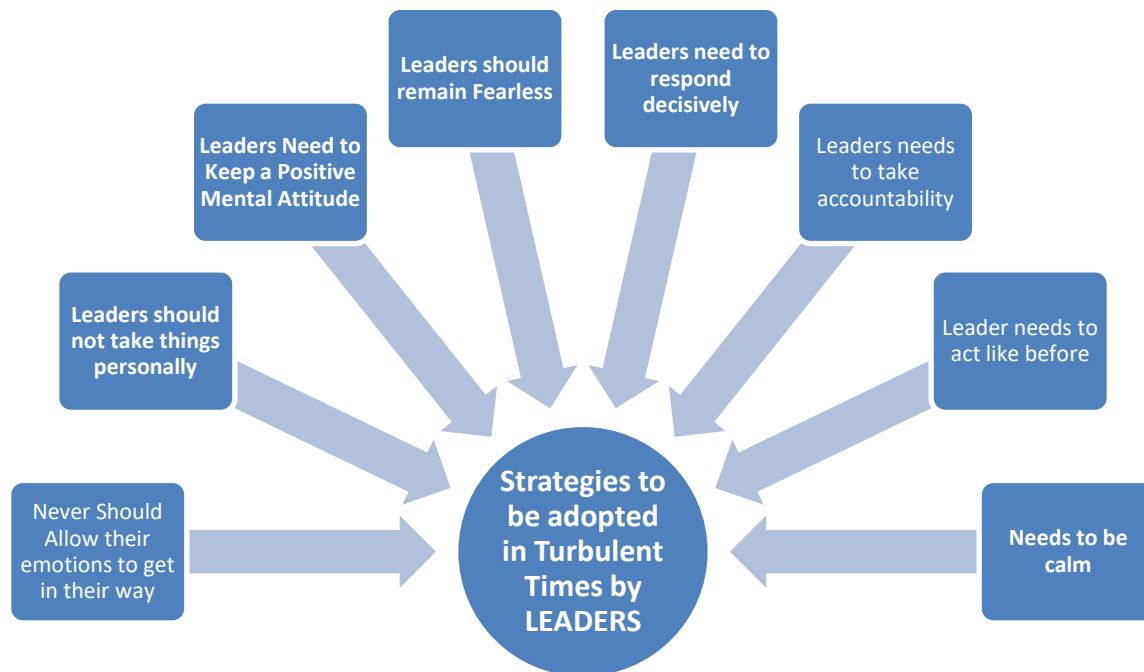 Never Should
Allow their
emotions to get
in their way
Leaders should
not take things
personally
Leaders Need to
Keep a Positive
Mental Attitude
Leaders should
remain Fearless
Leaders need to
respond
decisively
Leaders needs
to take
accountability
Leader needs to
act like before
Needs to be
calm
Strategies to
be adopted
in Turbulent
Times by
LEADERS